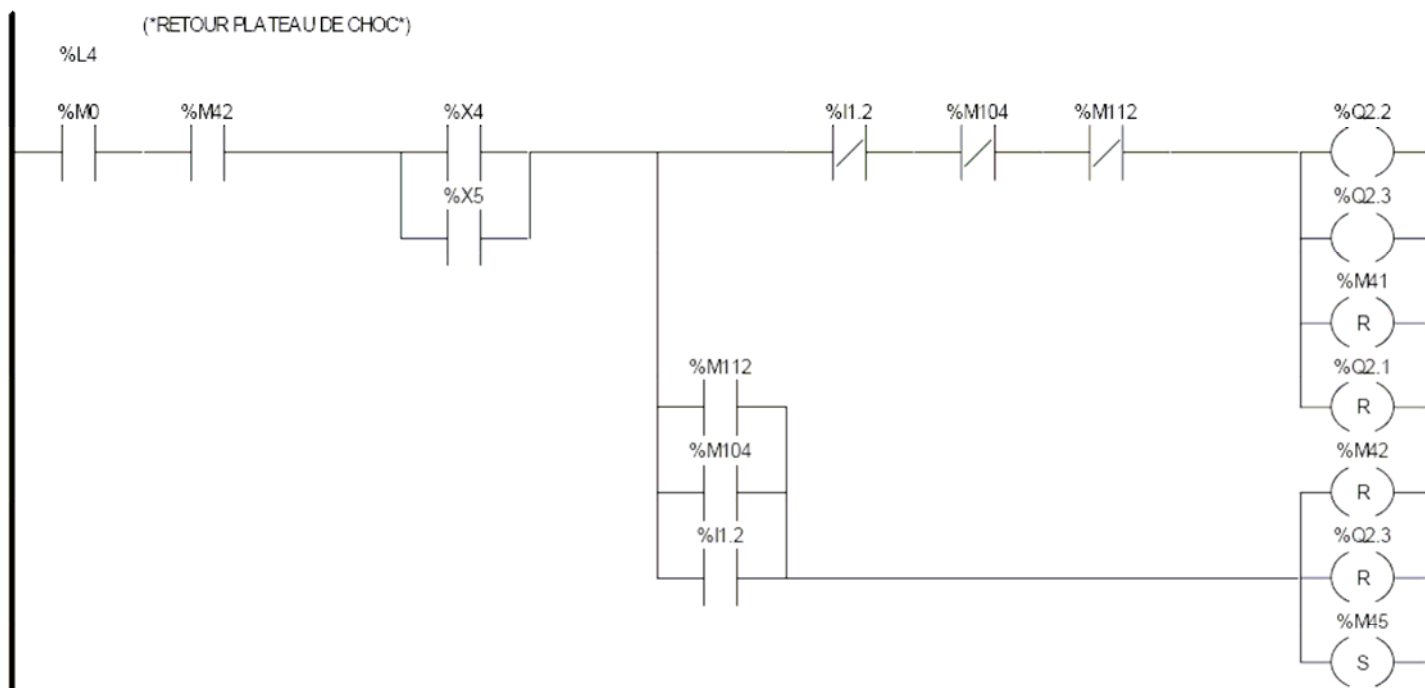 (*RETOUR PLATEAU DE CHOC*)
%L4
%M0 %M42 %X4 %I1.2 %M104 %M112 %Q2.2
%X5 %Q2.3
%M41
R
%M112 %Q2.1
R
%M104 %M42
R
%I1.2 %Q2.3
R
%M45
S